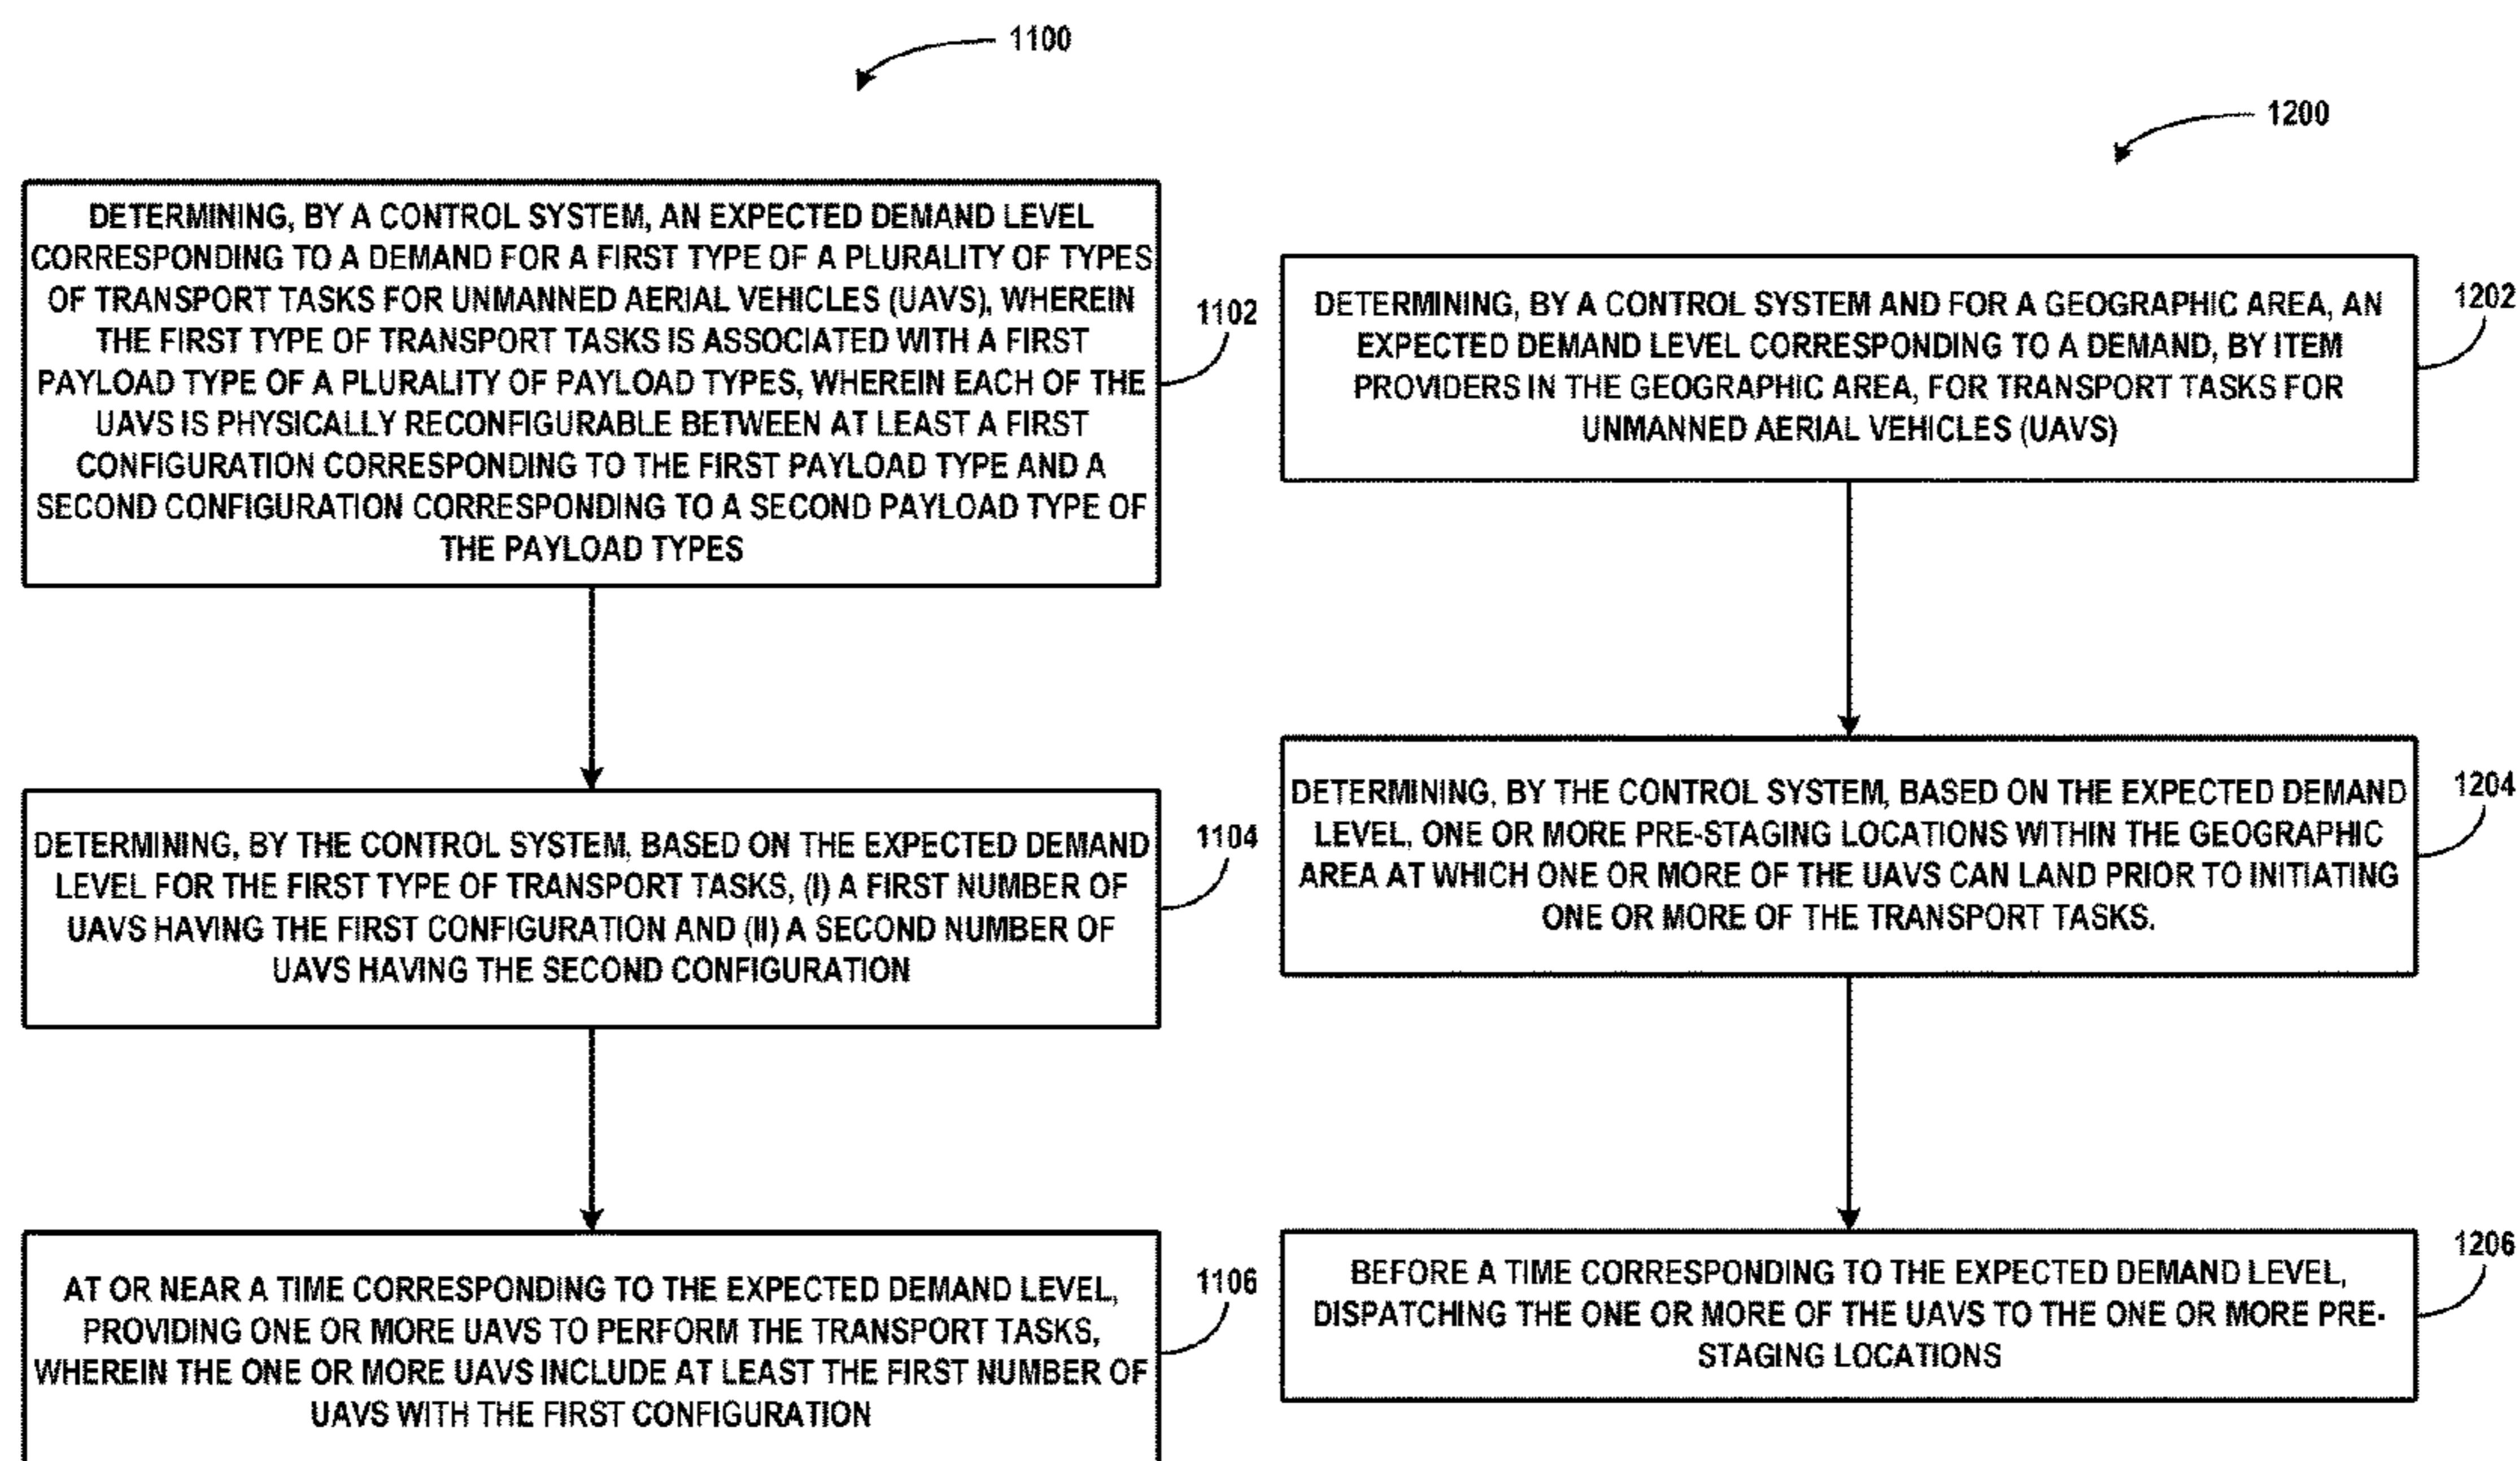 1100
DETERMINING, BY A CONTROL SYSTEM, AN EXPECTED DEMAND LEVEL
CORRESPONDING TO A DEMAND FOR A FIRST TYPE OF A PLURALITY OF TYPES
OF TRANSPORT TASKS FOR UNMANNED AERIAL VEHICLES (UAVS), WHEREIN
THE FIRST TYPE OF TRANSPORT TASKS IS ASSOCIATED WITH A FIRST
PAYLOAD TYPE OF A PLURALITY OF PAYLOAD TYPES, WHEREIN EACH OF THE
UAVS IS PHYSICALLY RECONFIGURABLE BETWEEN AT LEAST A FIRST
CONFIGURATION CORRESPONDING TO THE FIRST PAYLOAD TYPE AND A
SECOND CONFIGURATION CORRESPONDING TO A SECOND PAYLOAD TYPE OF
THE PAYLOAD TYPES
1102
DETERMINING, BY THE CONTROL SYSTEM, BASED ON THE EXPECTED DEMAND
LEVEL FOR THE FIRST TYPE OF TRANSPORT TASKS, (I) A FIRST NUMBER OF
UAVS HAVING THE FIRST CONFIGURATION AND (II) A SECOND NUMBER OF
UAVS HAVING THE SECOND CONFIGURATION
1104
AT OR NEAR A TIME CORRESPONDING TO THE EXPECTED DEMAND LEVEL,
PROVIDING ONE OR MORE UAVS TO PERFORM THE TRANSPORT TASKS,
WHEREIN THE ONE OR MORE UAVS INCLUDE AT LEAST THE FIRST NUMBER OF
UAVS WITH THE FIRST CONFIGURATION
1106
1200
DETERMINING, BY A CONTROL SYSTEM AND FOR A GEOGRAPHIC AREA, AN
EXPECTED DEMAND LEVEL CORRESPONDING TO A DEMAND, BY ITEM
PROVIDERS IN THE GEOGRAPHIC AREA, FOR TRANSPORT TASKS FOR
UNMANNED AERIAL VEHICLES (UAVS)
1202
DETERMINING, BY THE CONTROL SYSTEM, BASED ON THE EXPECTED DEMAND
LEVEL, ONE OR MORE PRE-STAGING LOCATIONS WITHIN THE GEOGRAPHIC
AREA AT WHICH ONE OR MORE OF THE UAVS CAN LAND PRIOR TO INITIATING
ONE OR MORE OF THE TRANSPORT TASKS.
1204
BEFORE A TIME CORRESPONDING TO THE EXPECTED DEMAND LEVEL,
DISPATCHING THE ONE OR MORE OF THE UAVS TO THE ONE OR MORE PRE-
STAGING LOCATIONS
1206